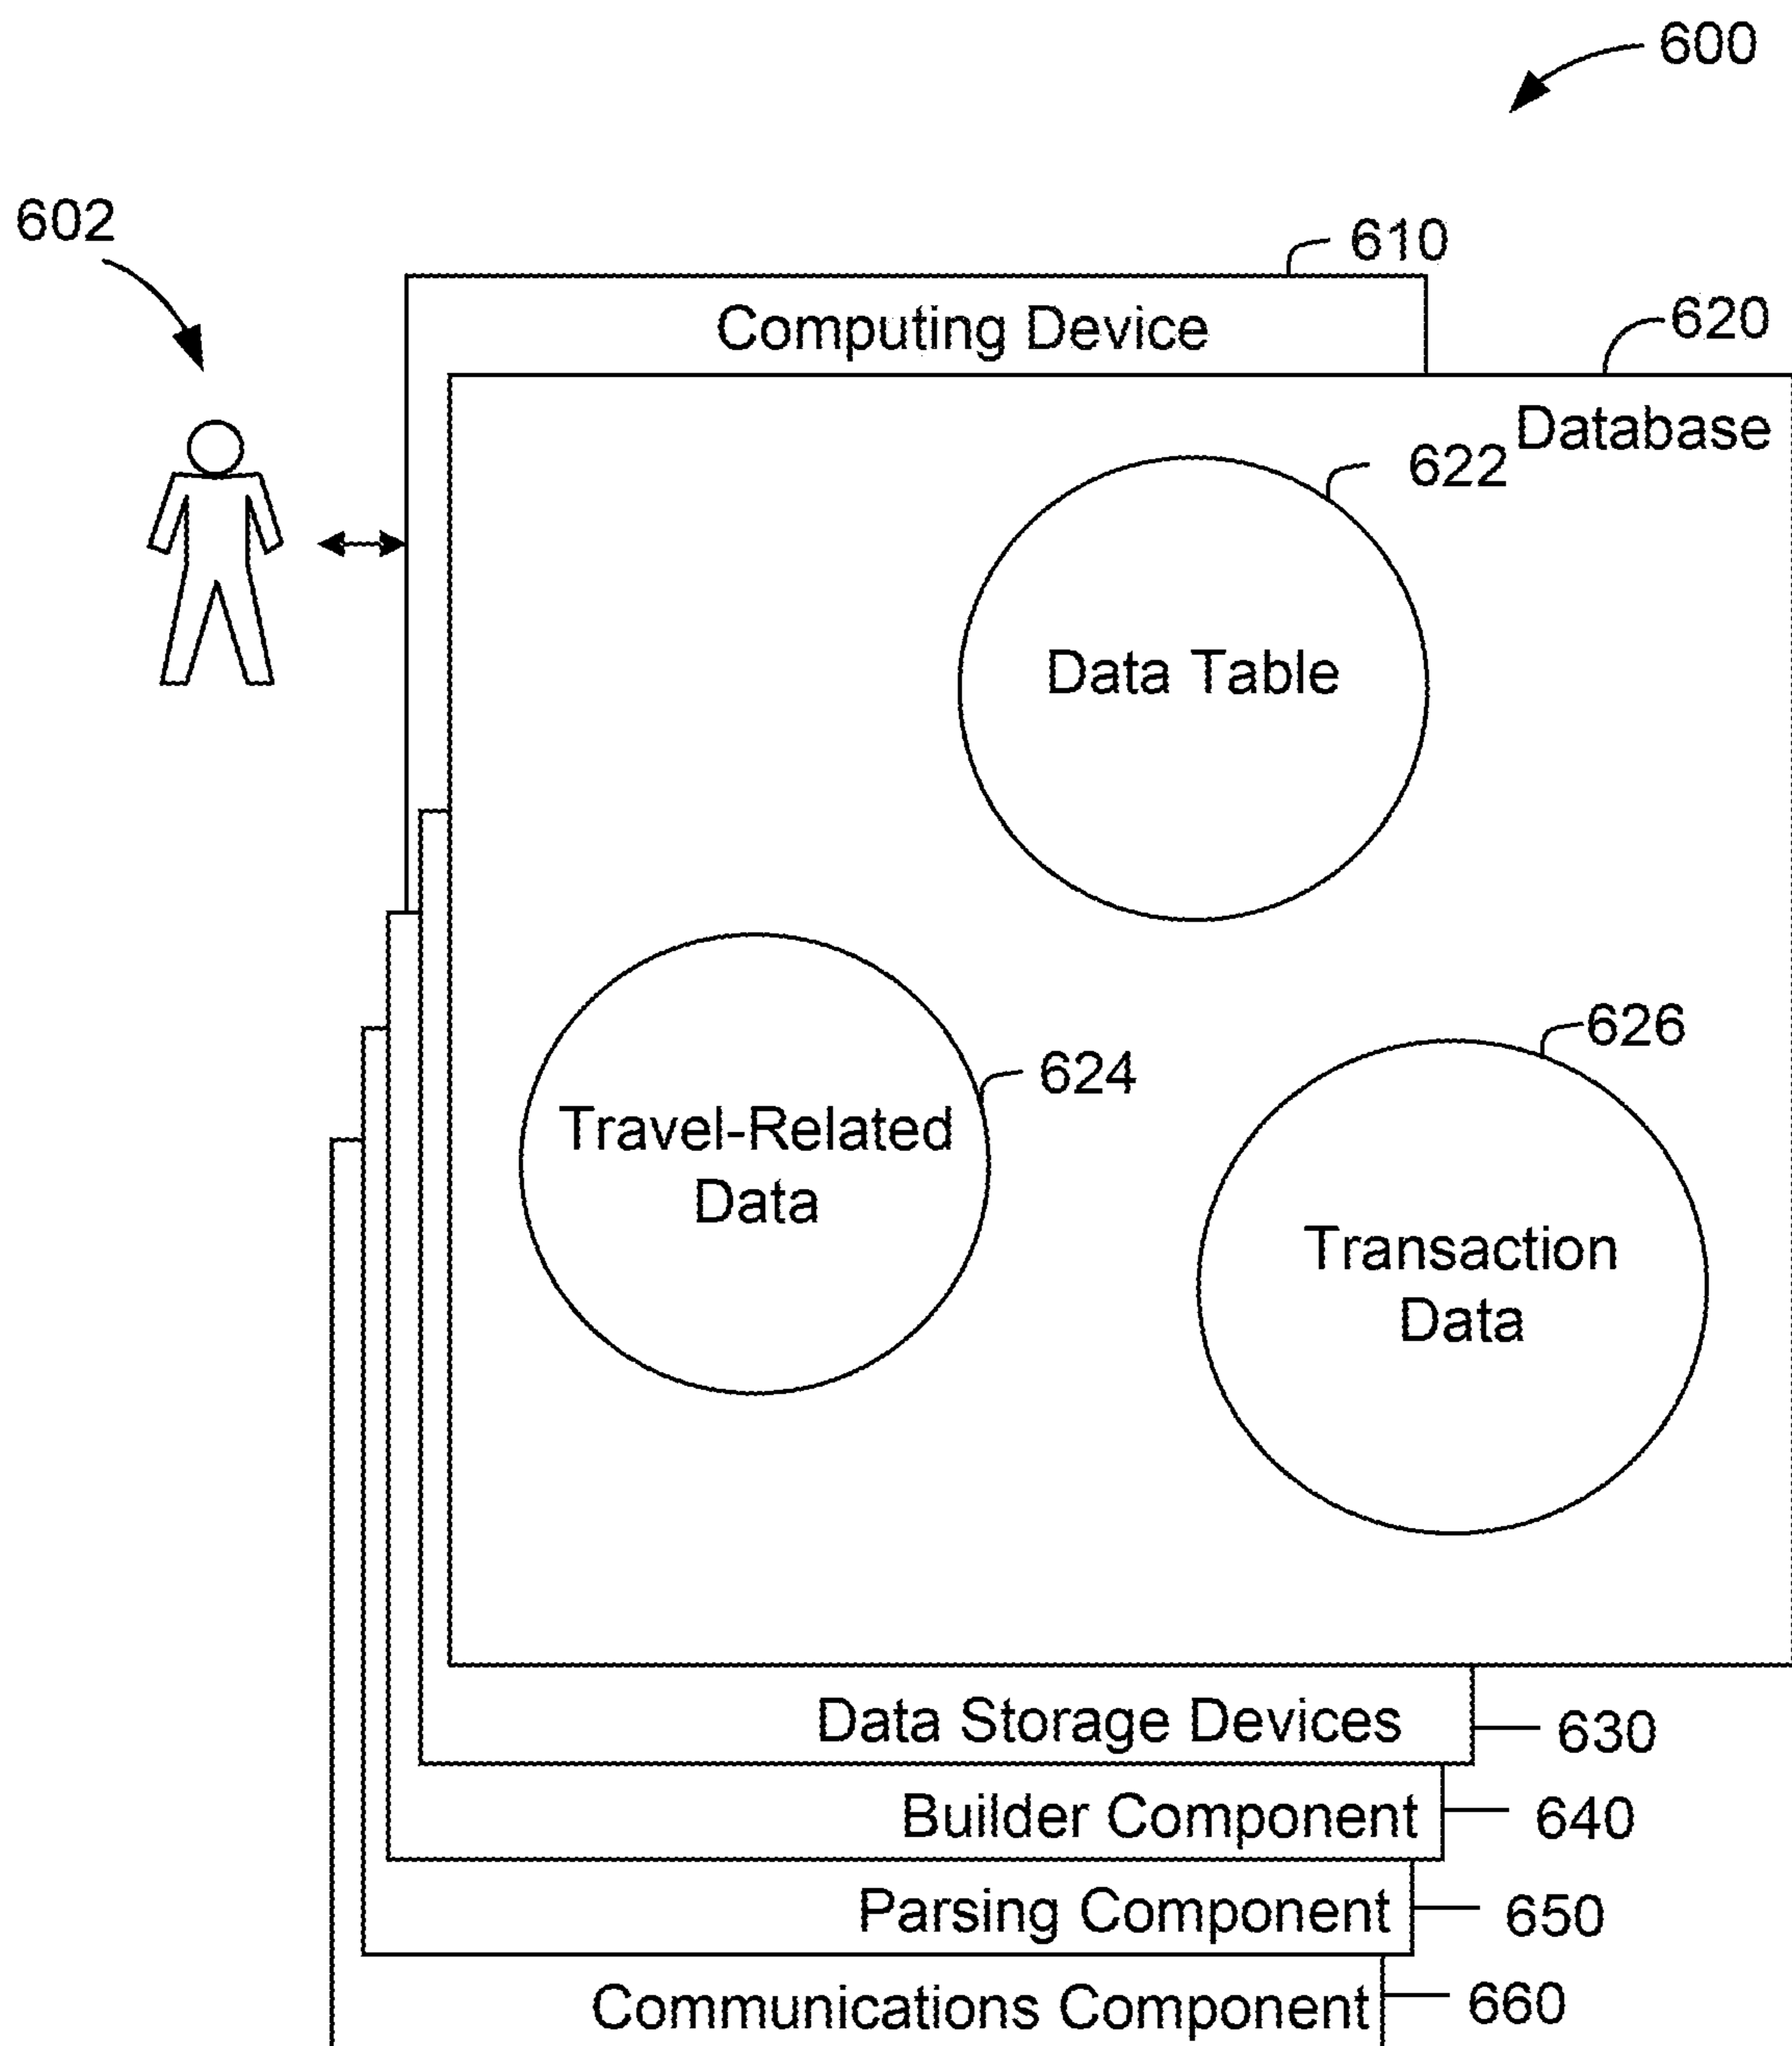 600
602
610
Computing Device
620
Database
622
Data Table
624
Travel-Related
Data
626
Transaction
Data
Data Storage Devices
630
Builder Component
640
Parsing Component
650
Communications Component
660